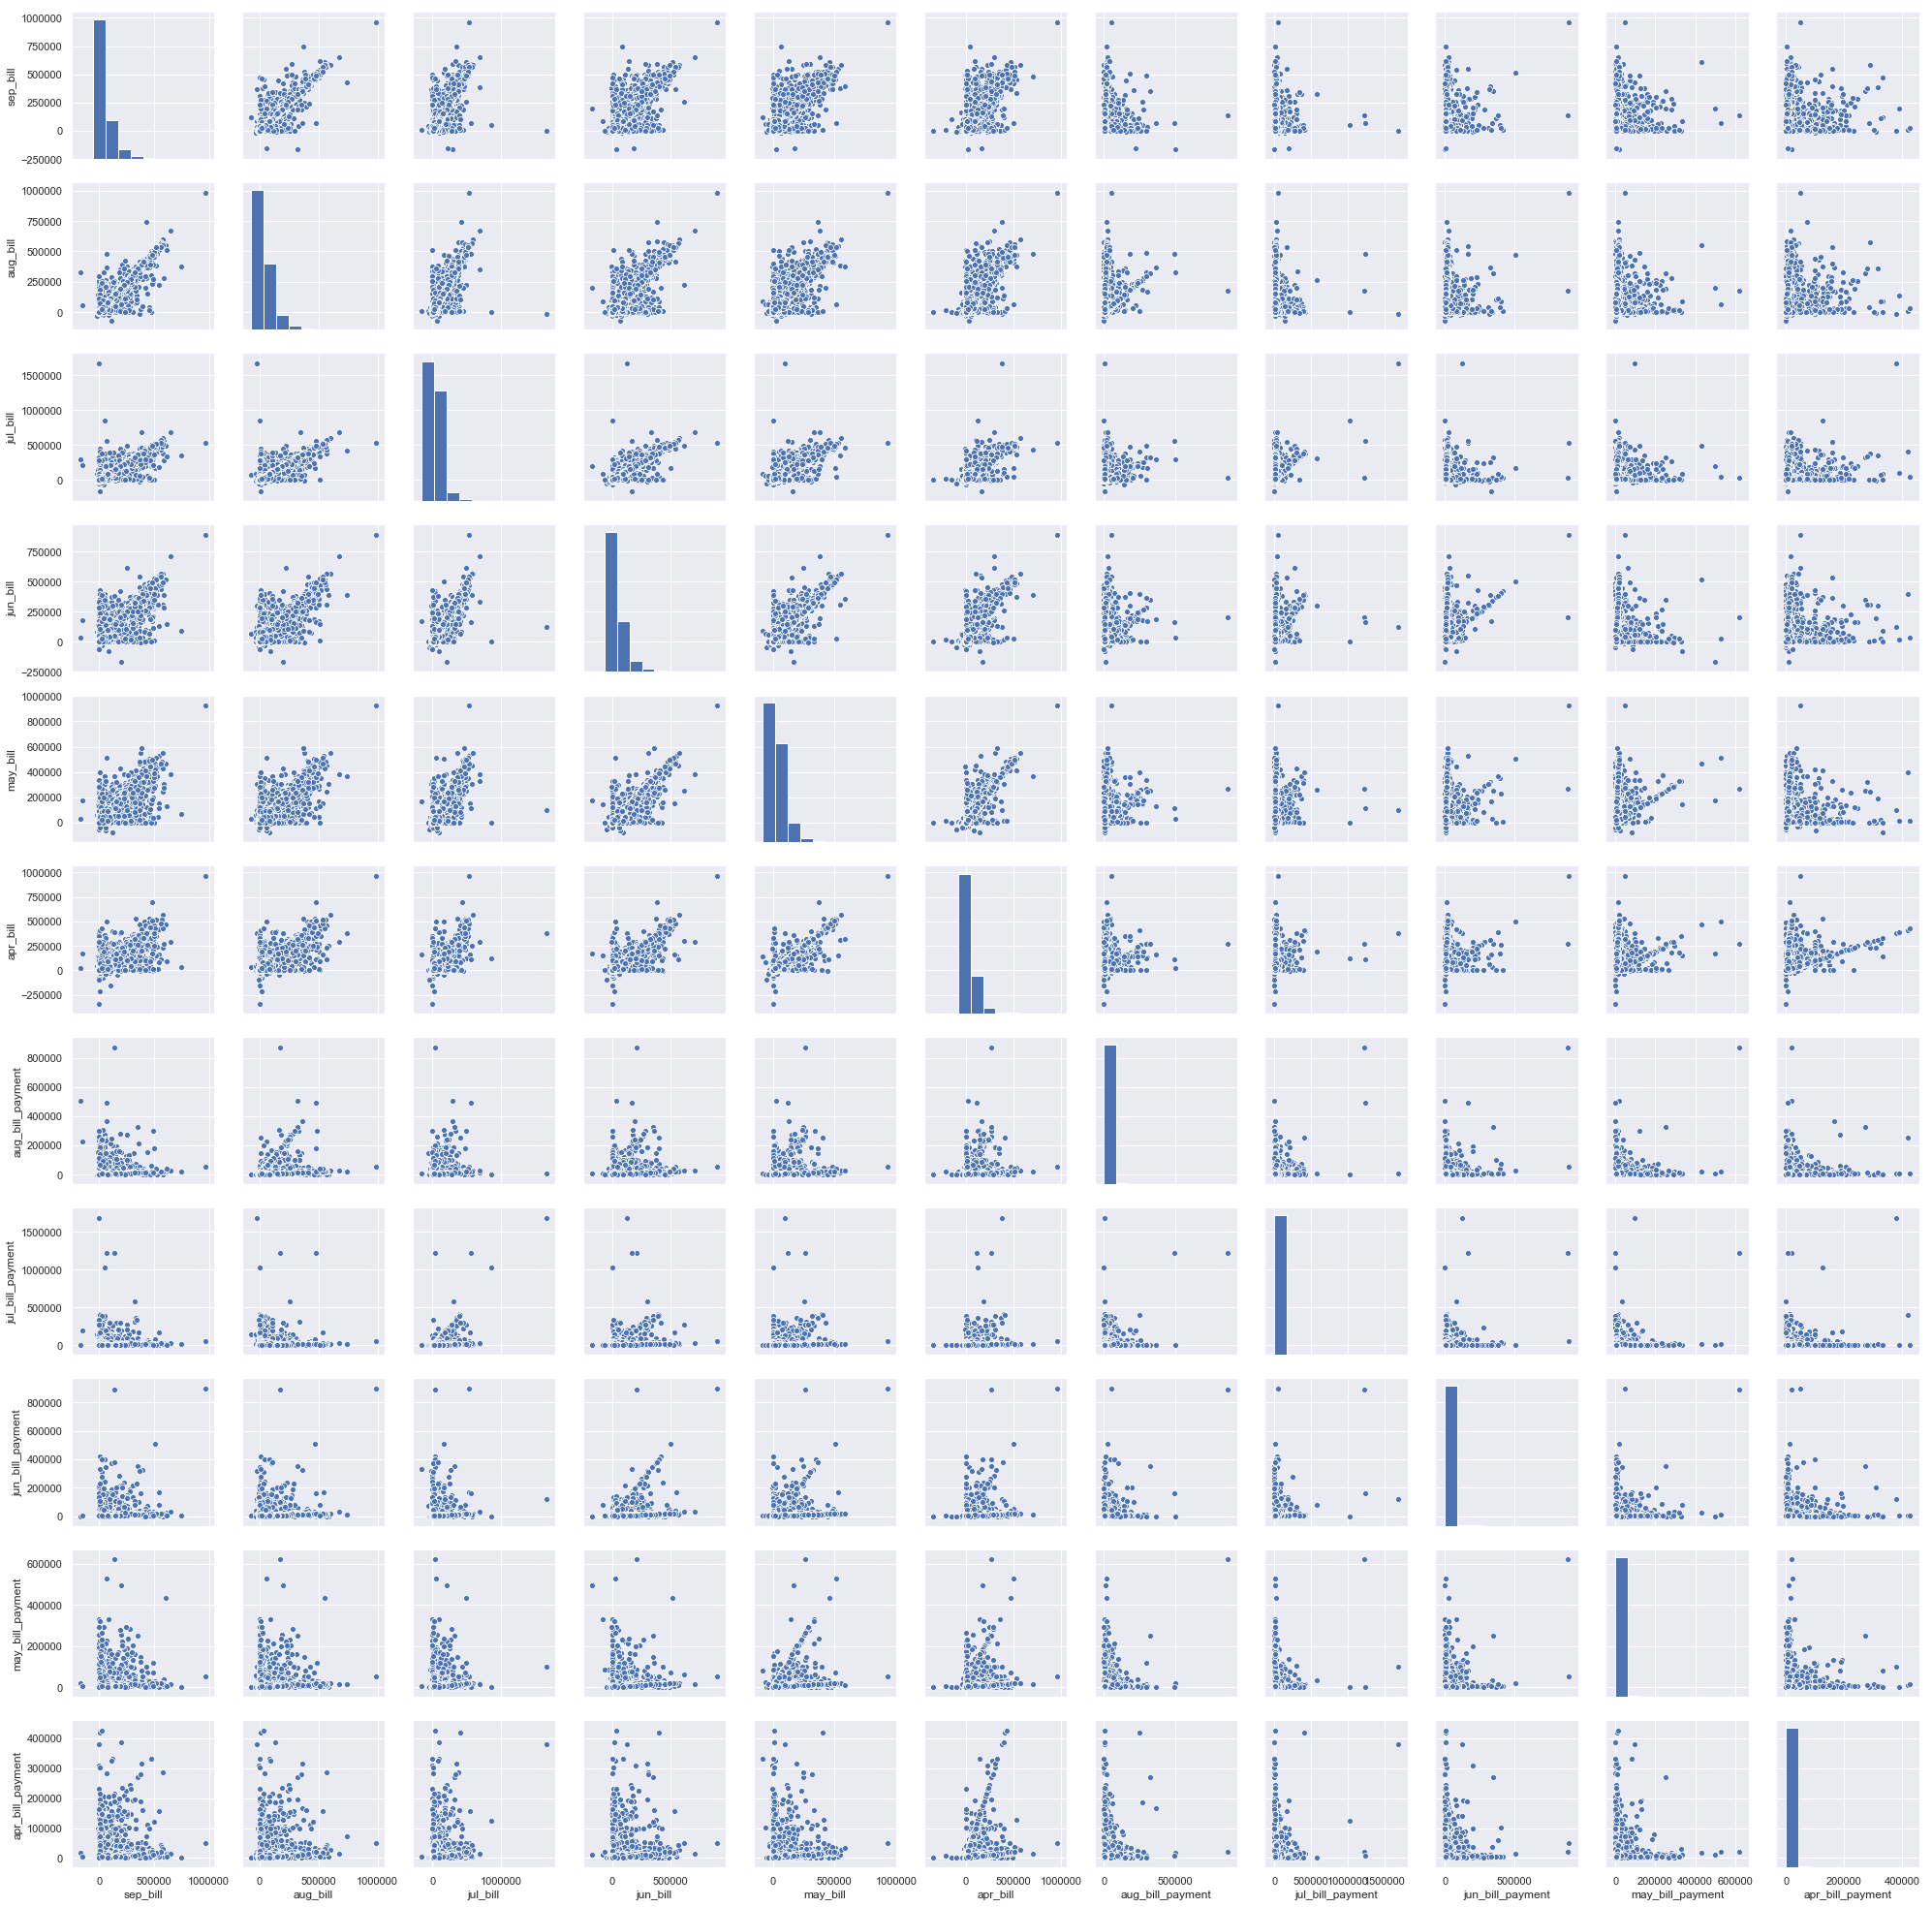 1000000
750000
500000
250000
0
−250000
sep_bill
1000000
750000
500000
250000
0
aug_bill
1500000
1000000
500000
0
jul_bill
750000
500000
250000
0
−250000
jun_bill
1000000
800000
600000
400000
200000
0
may_bill
1000000
750000
500000
250000
0
−250000
apr_bill
800000
600000
400000
200000
0
aug_bill_payment
1500000
1000000
500000
0
jul_bill_payment
800000
600000
400000
200000
0
jun_bill_payment
600000
400000
200000
0
may_bill_payment
400000
300000
200000
100000
0
apr_bill_payment
0 500000 1000000
sep_bill
0 500000 1000000
aug_bill
0 1000000
jul_bill
0 500000
jun_bill
0 500000 1000000
may_bill
0 500000 1000000
apr_bill
0 500000
aug_bill_payment
0 500000 1000000 1500000
jul_bill_payment
0 500000
jun_bill_payment
0 200000 400000 600000
may_bill_payment
0 200000 400000
apr_bill_payment